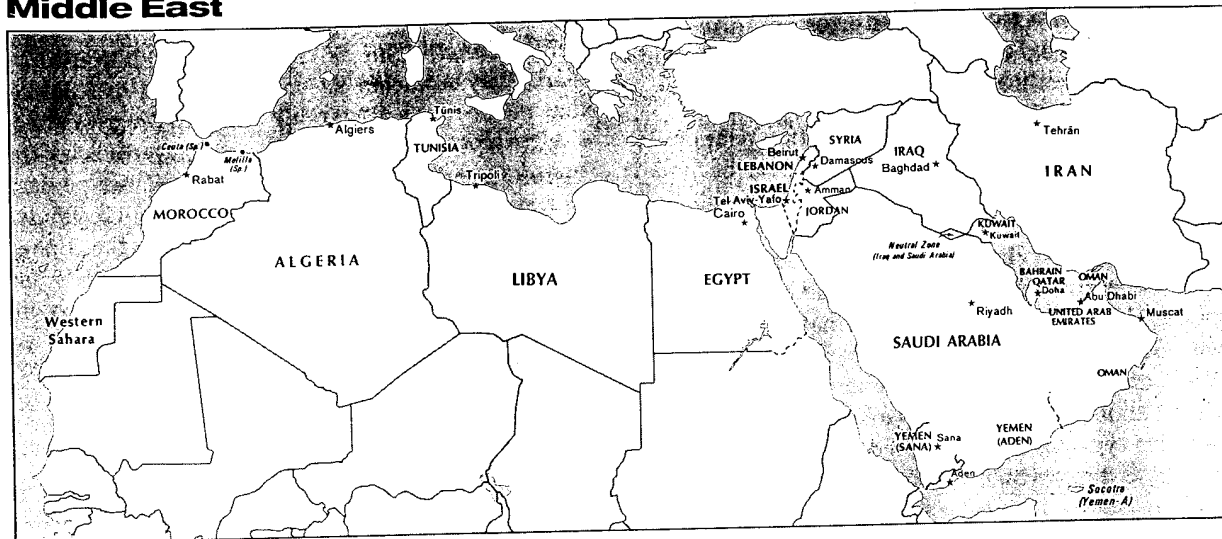 Middle East
Tunis
Algiers
Ceuta (Sp.)
Melilla
(Sp.)
TUNISIA
Rabat
Tripoli
MOROCCO
ALGERIA
LIBYA
Western
Sahara
Beirut
LEBANON
SYRIA
Damascus
ISRAEL
Tel Aviv-Yafo
Amman
JORDAN
Cairo
EGYPT
IRAQ
Baghdad
Tehrãn
IRAN
KUWAIT
Kuwait
Neutral Zone
(Iraq and Saudi Arabia)
BAHRAIN
QATAR
Doha
OMAN
Abu Dhabi
UNITED ARAB
EMIRATES
Muscat
Riyadh
SAUDI ARABIA
OMAN
YEMEN
(SANA)
Sana
YEMEN
(ADEN)
Aden
Socotra
(Yemen-A)